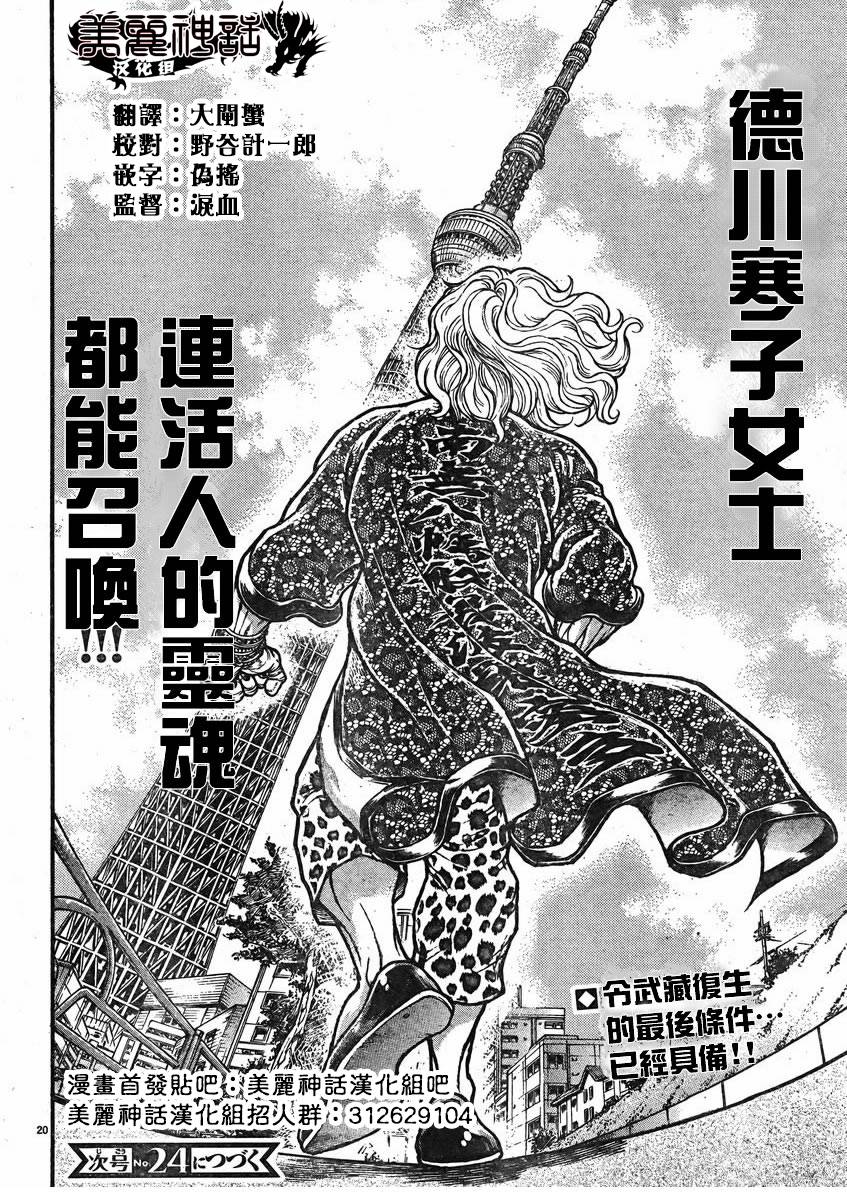 美麗神話
汉化组
翻譯：大閘蟹
校對：野谷計一郎
嵌字：偽搖
監督：淚血
德川寒子女士
連活人的靈魂
都能召喚!!!
令武藏復生
的最後條件…
已經具備!!
漫畫首發貼吧：美麗神話漢化組吧
美麗神話漢化組招人群：312629104
20
次号No.24につづく